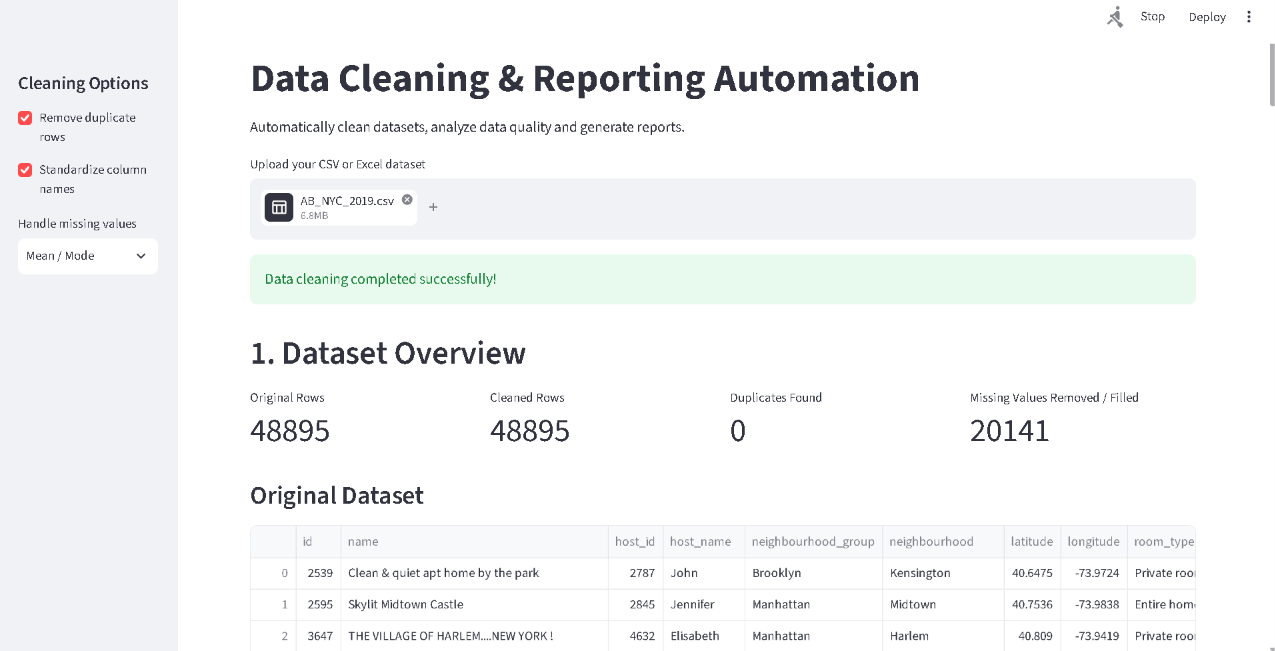 Stop Deploy
Cleaning Options
Remove duplicate
rows
Standardize column
names
Handle missing values
Mean / Mode
Data Cleaning & Reporting Automation
Automatically clean datasets, analyze data quality and generate reports.
Upload your CSV or Excel dataset
AB_NYC_2019.csv
6.8MB
Data cleaning completed successfully!
1. Dataset Overview
Original Rows Cleaned Rows Duplicates Found Missing Values Removed / Filled
48895 48895 0 20141
Original Dataset
id name host_id host_name neighbourhood_group neighbourhood latitude longitude room_type
0 2539 Clean & quiet apt home by the park 2787 John Brooklyn Kensington 40.6475 -73.9724 Private roo
1 2595 Skylit Midtown Castle 2845 Jennifer Manhattan Midtown 40.7536 -73.9838 Entire hom
2 3647 THE VILLAGE OF HARLEM....NEW YORK ! 4632 Elisabeth Manhattan Harlem 40.809 -73.9419 Private roo